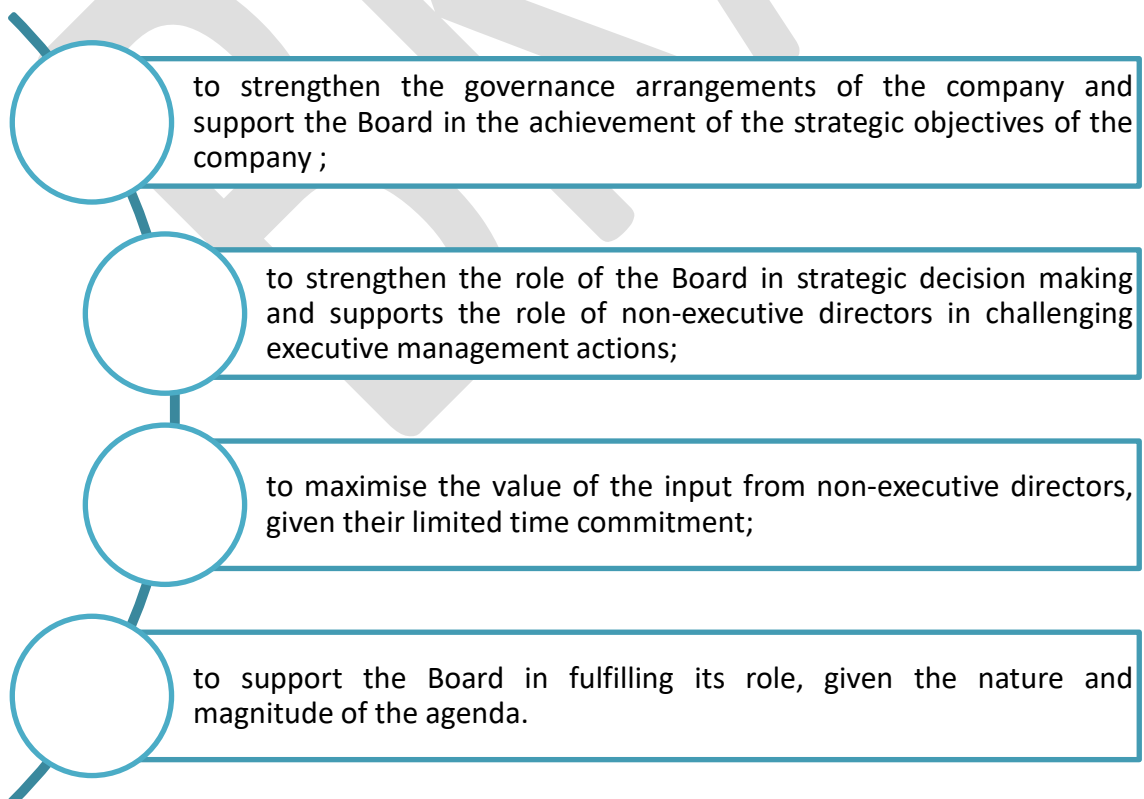 to strengthen the governance arrangements of the company and
support the Board in the achievement of the strategic objectives of the
company ;
to strengthen the role of the Board in strategic decision making
and supports the role of non-executive directors in challenging
executive management actions;
to maximise the value of the input from non-executive directors,
given their limited time commitment;
to support the Board in fulfilling its role, given the nature and
magnitude of the agenda.